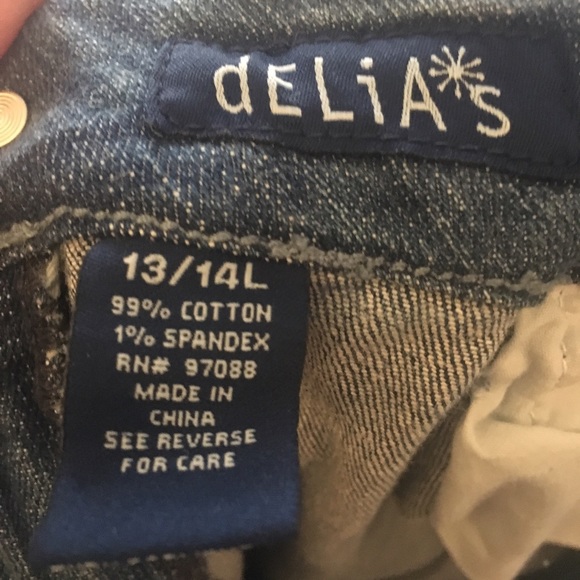 dELiA*s
13/14L
99% COTTON
1% SPANDEX
RN# 97088
MADE IN
CHINA
SEE REVERSE
FOR CARE